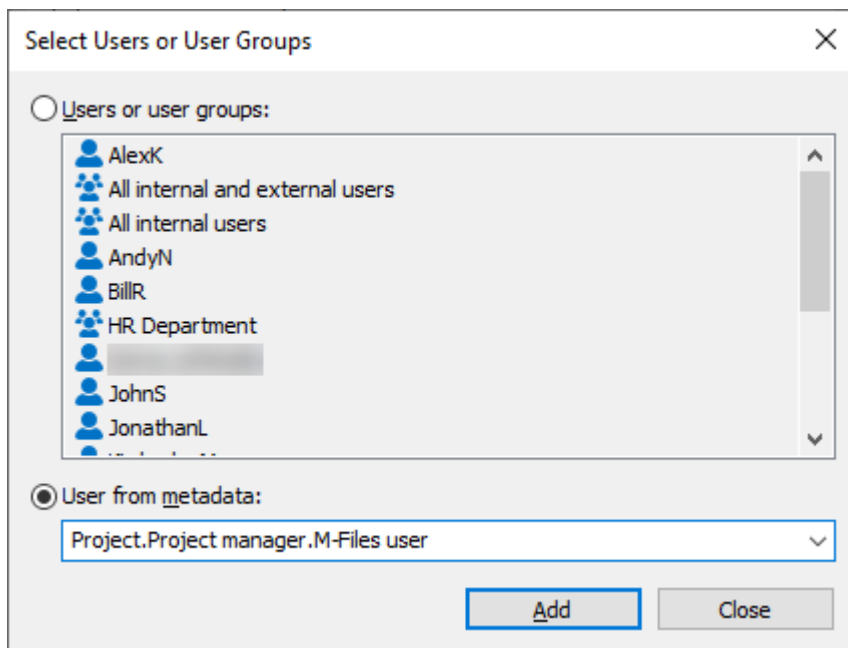 Select Users or User Groups
Users or user groups:
AlexK
All internal and external users
All internal users
AndyN
BillR
HR Department
JohnS
JonathanL
User from metadata:
Project.Project manager.M-Files user
Add Close